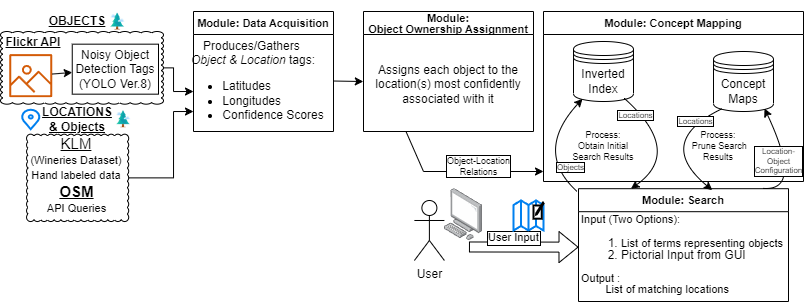 OBJECTS
Flickr API
Noisy Object
Detection Tags
(YOLO Ver.8)
LOCATIONS
& Objects
KLM
(Wineries Dataset)
Hand labeled data
OSM
API Queries
Module: Data Acquisition
Produces/Gathers
Object & Location tags:
• Latitudes
• Longitudes
• Confidence Scores
Module:
Object Ownership Assignment
Assigns each object to the
location(s) most confidently
associated with it
Object-Location
Relations
Module: Concept Mapping
Inverted
Index
Concept
Maps
Locations
Process:
Obtain Initial
Search Results
Objects
Locations
Process:
Prune Search
Results
Location-
Object
Configuration
User
User Input
Module: Search
Input (Two Options):
1. List of terms representing objects
2. Pictorial Input from GUI
Output :
List of matching locations